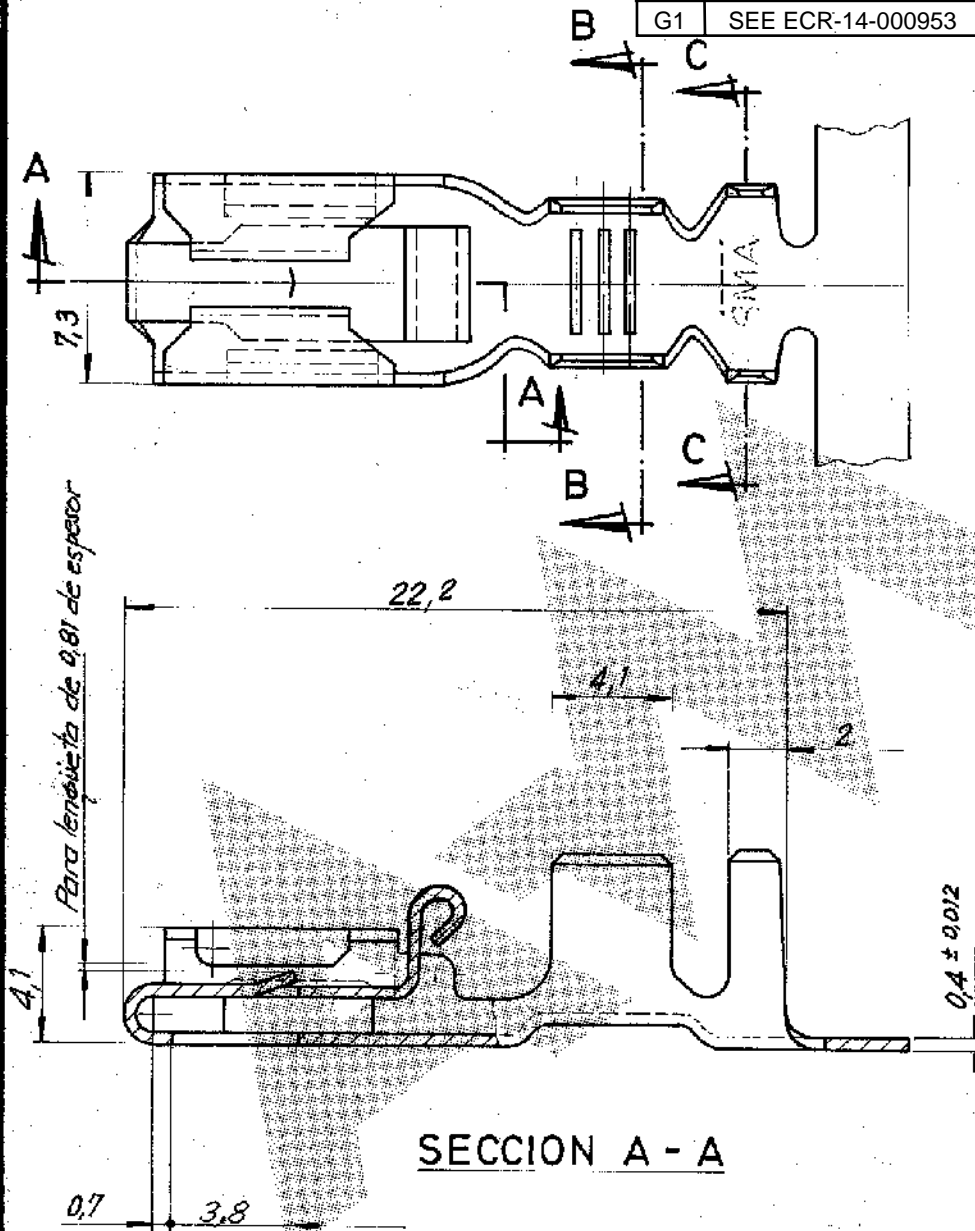 G1 SEE ECR-14-000953
B
C
A
7,3
A
C
B
Para lengüeta de 0,81 de espesor
22,2
4,1
2
4,1
0,4 ± 0,012
SECCION A - A
0,7
3,8